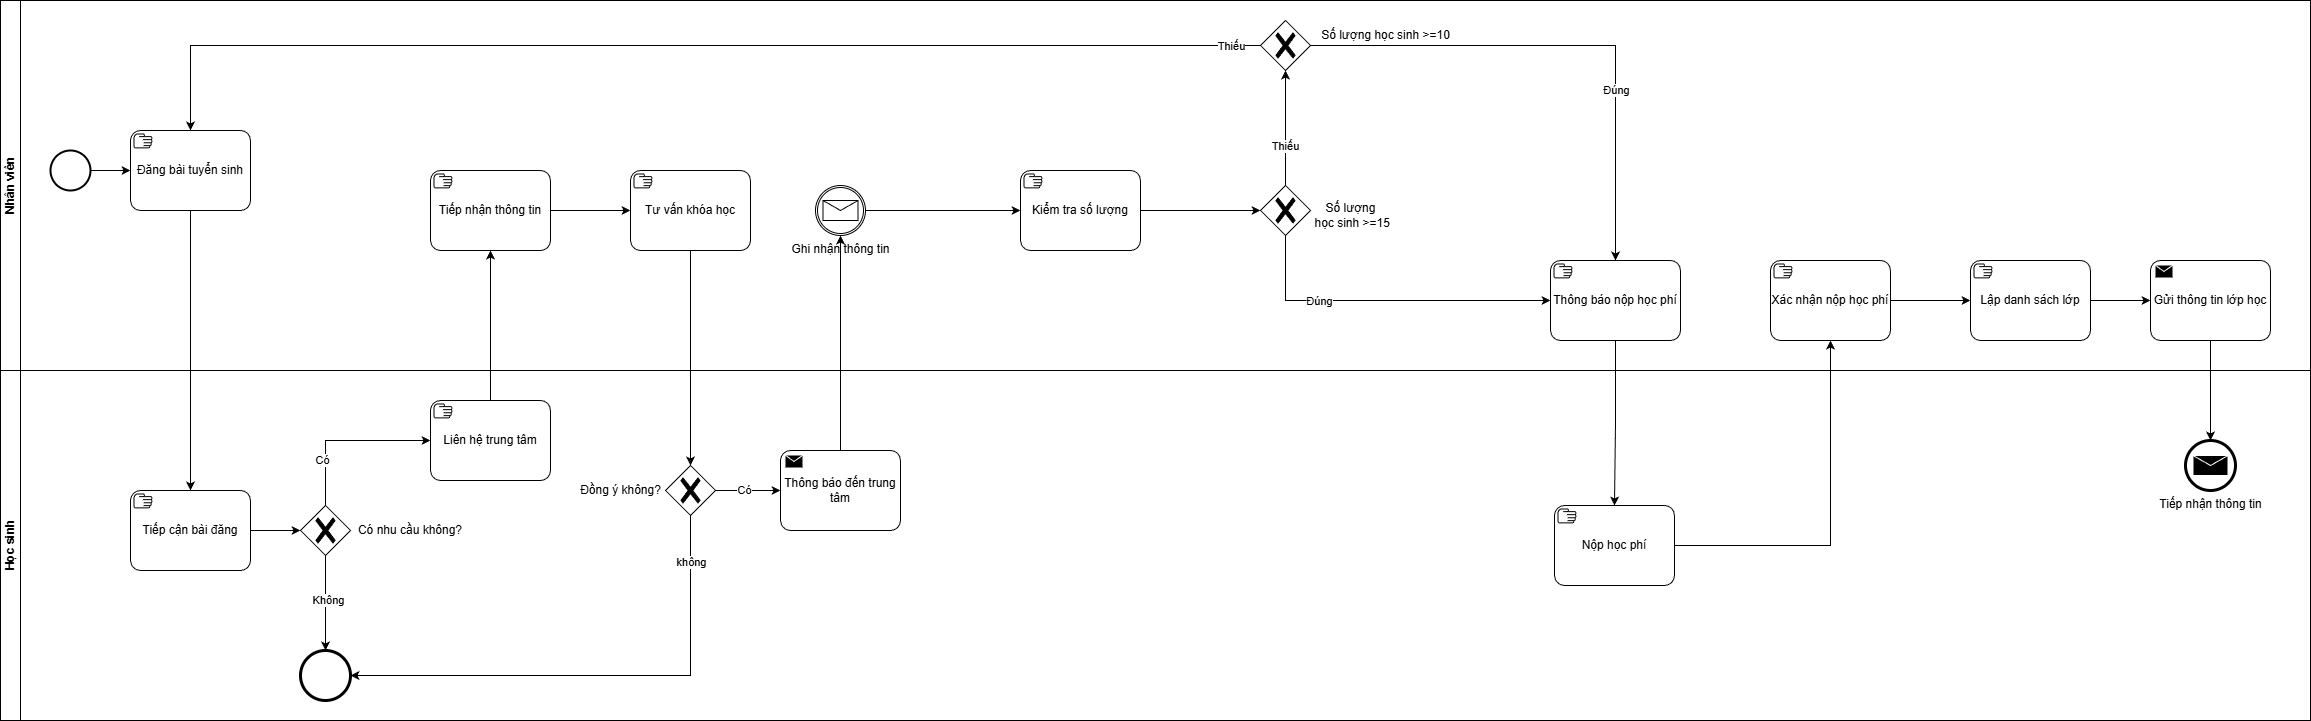 Nhân viên
Thiếu
Số lượng học sinh >=10
Đúng
Đăng bài tuyển sinh
Thiếu
Tiếp nhận thông tin
Tư vấn khóa học
Ghi nhận thông tin
Kiểm tra số lượng
Số lượng
học sinh >=15
Đúng
Thông báo nộp học phí
Xác nhận nộp học phí
Lập danh sách lớp
Gửi thông tin lớp học
Học sinh
Liên hệ trung tâm
Có
Tiếp cận bài đăng
Có nhu cầu không?
Không
Đồng ý không?
Có
Thông báo đến trung
tâm
không
Nộp học phí
Tiếp nhận thông tin